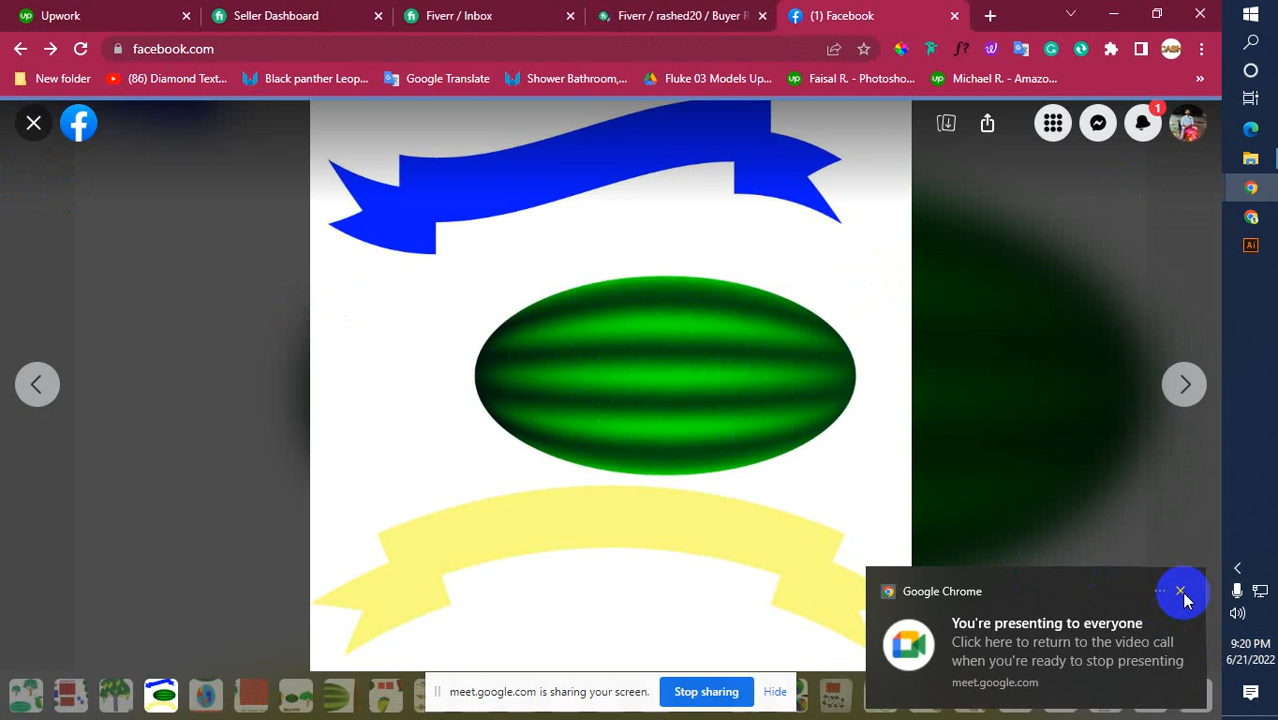 Upwork
Seller Dashboard
Fiverr / Inbox
Fiverr / rashed20 / Buyer R
(1) Facebook
facebook.com
New folder
(86) Diamond Text...
Black panther Leop...
Google Translate
Shower Bathroom,...
Fluke 03 Models Up...
Faisal R. - Photosho...
Michael R. - Amazo...
1
Google Chrome
You're presenting to everyone
Click here to return to the video call
when you're ready to stop presenting
meet.google.com
meet.google.com is sharing your screen.
Stop sharing
Hide
9:20 PM
6/21/2022